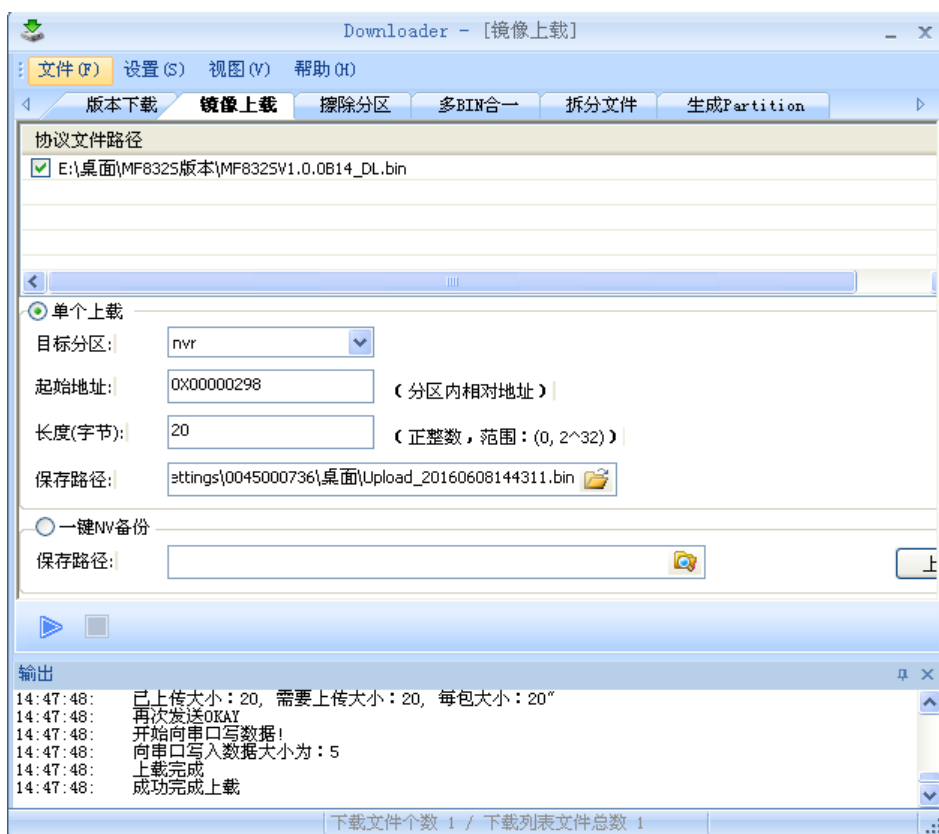 Downloader - [镜像上载]
文件(F) 设置(S) 视图(V) 帮助(H)
版本下载 镜像上载 擦除分区 多BIN合一 拆分文件 生成Partition
协议文件路径
E:\桌面\MF832S版本\MF832SV1.0.0B14_DL.bin
单个上载
目标分区: nvr
起始地址: 0X00000298 (分区内相对地址)
长度(字节): 20 (正整数，范围：(0, 2^32))
保存路径: ettings\0045000736\桌面\Upload_20160608144311.bin
一键NV备份
保存路径: 上
输出
14:47:48: 已上传大小：20, 需要上传大小：20, 每包大小：20"
14:47:48: 再次发送OKAY
14:47:48: 开始向串口写数据!
14:47:48: 向串口写入数据大小为：5
14:47:48: 上载完成
14:47:48: 成功完成上载
下载文件个数 1 / 下载列表文件总数 1